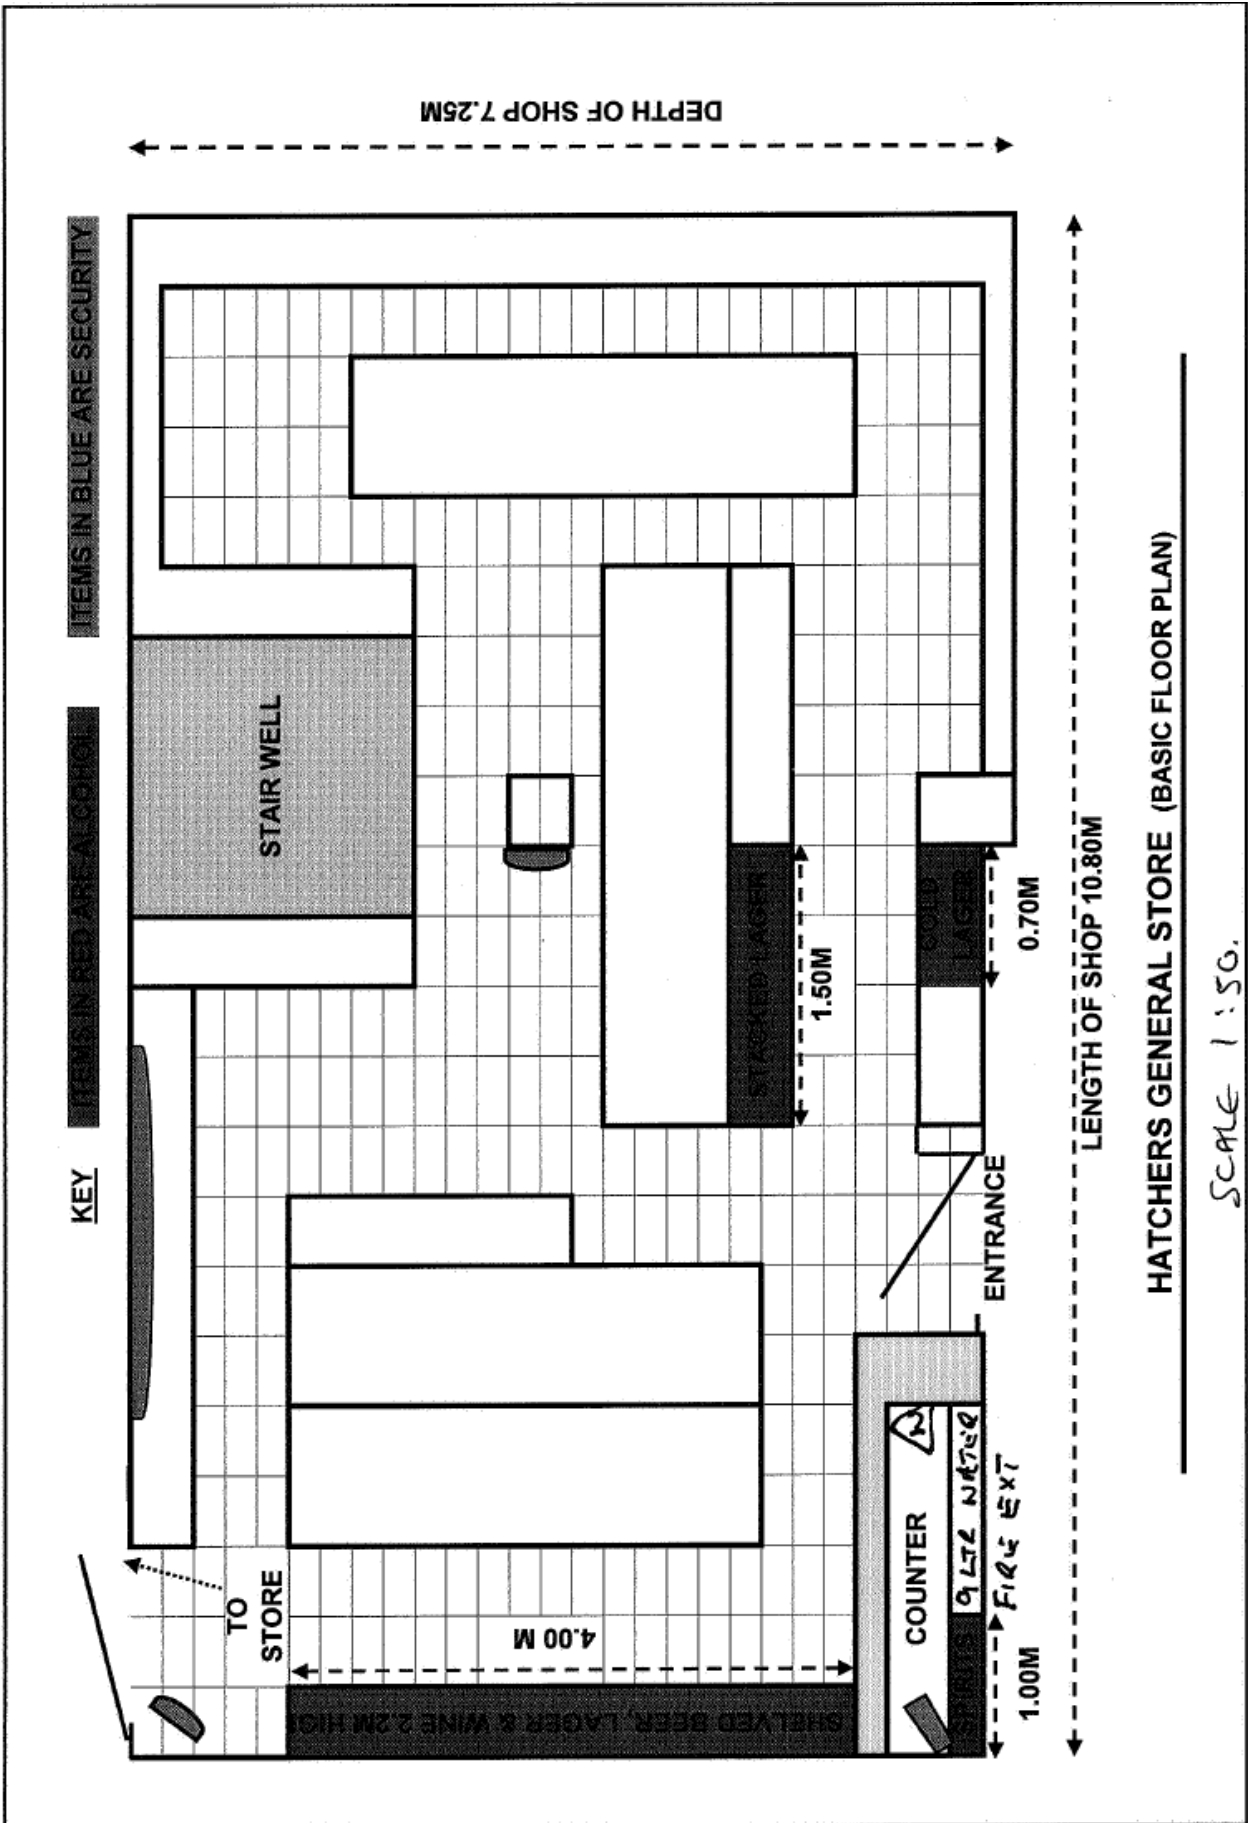 KEY
ITEMS IN RED ARE ALCOHOL
ITEMS IN BLUE ARE SECURITY
DEPTH OF SHOP 7.25M
STAIR WELL
TO
STORE
4.00 M
SHELVED BEER, LAGER & WINE 2.2M HIGH
STACKED LAGER
1.50M
COLD
LAGER
0.70M
ENTRANCE
COUNTER
SPIRITS
9 LTR WATER
FIRE EXT
1.00M
LENGTH OF SHOP 10.80M
HATCHERS GENERAL STORE (BASIC FLOOR PLAN)
SCALE 1:50.